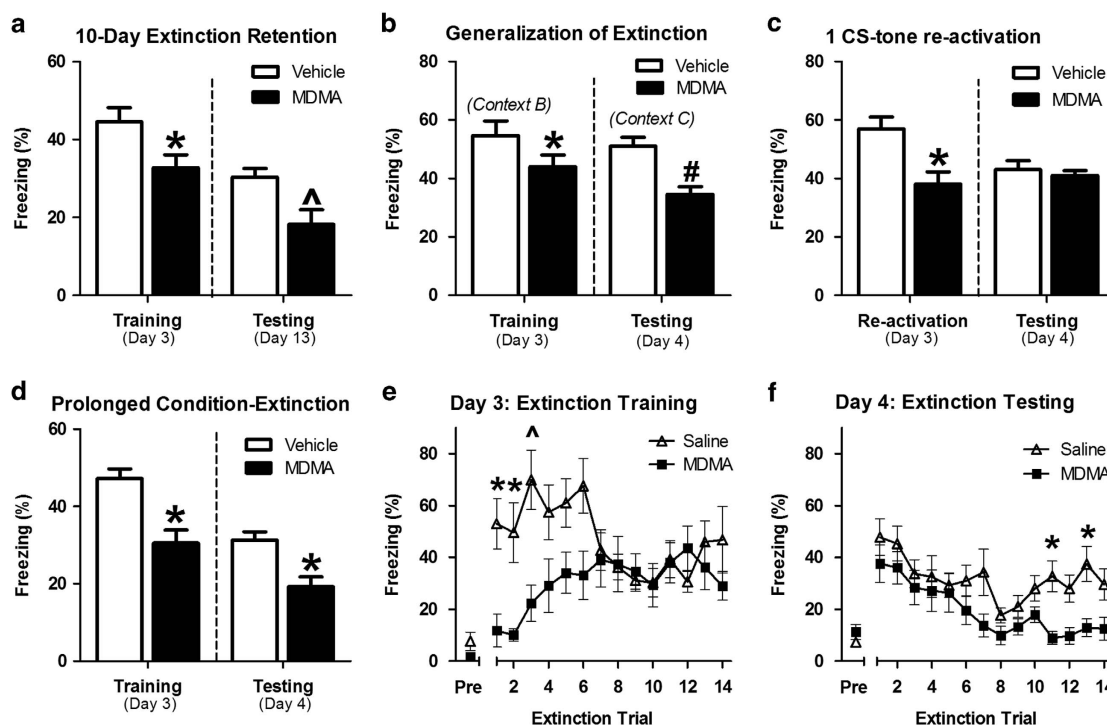 a
10-Day Extinction Retention
60
40
20
0
Freezing (%)
Vehicle
MDMA
*
^
Training
(Day 3)
Testing
(Day 13)
b
Generalization of Extinction
80
60
40
20
0
Freezing (%)
Vehicle
MDMA
(Context B)
(Context C)
*
#
Training
(Day 3)
Testing
(Day 4)
c
1 CS-tone re-activation
80
60
40
20
0
Freezing (%)
Vehicle
MDMA
*
Re-activation
(Day 3)
Testing
(Day 4)
d
Prolonged Condition-Extinction
60
40
20
0
Freezing (%)
Vehicle
MDMA
*
*
Training
(Day 3)
Testing
(Day 4)
e
Day 3: Extinction Training
80
60
40
20
0
Freezing (%)
Saline
MDMA
**
^
Pre 2 4 6 8 10 12 14
Extinction Trial
f
Day 4: Extinction Testing
80
60
40
20
0
Freezing (%)
Saline
MDMA
* *
Pre 2 4 6 8 10 12 14
Extinction Trial